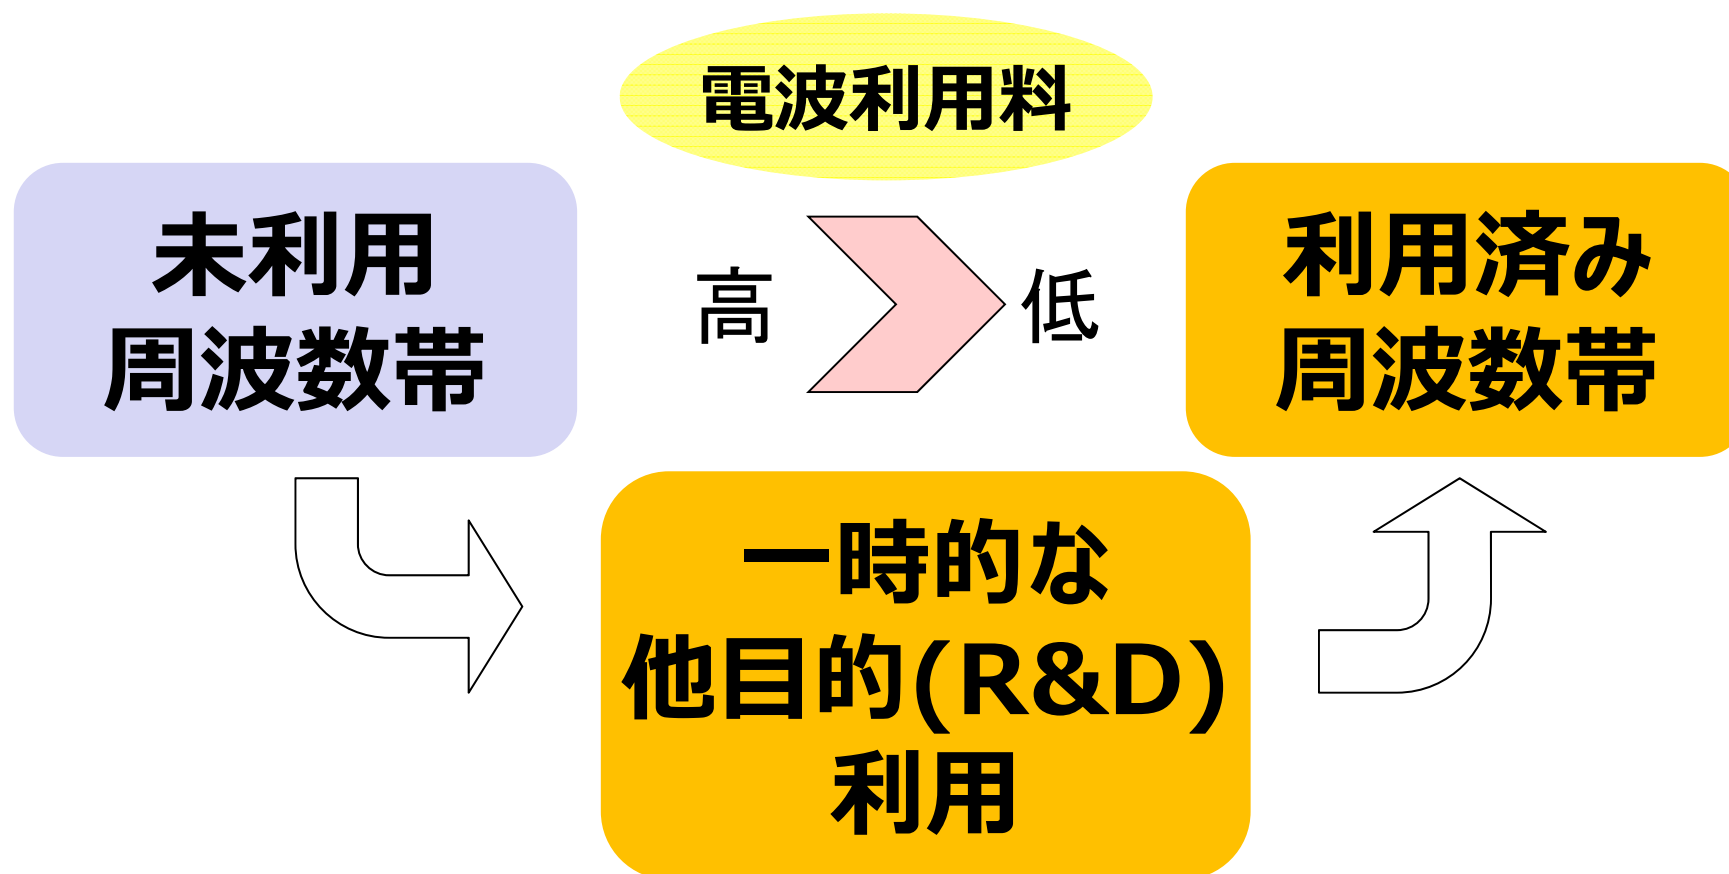 電波利用料
未利用
周波数帯
高
低
利用済み
周波数帯
一時的な
他目的(R&D)
利用